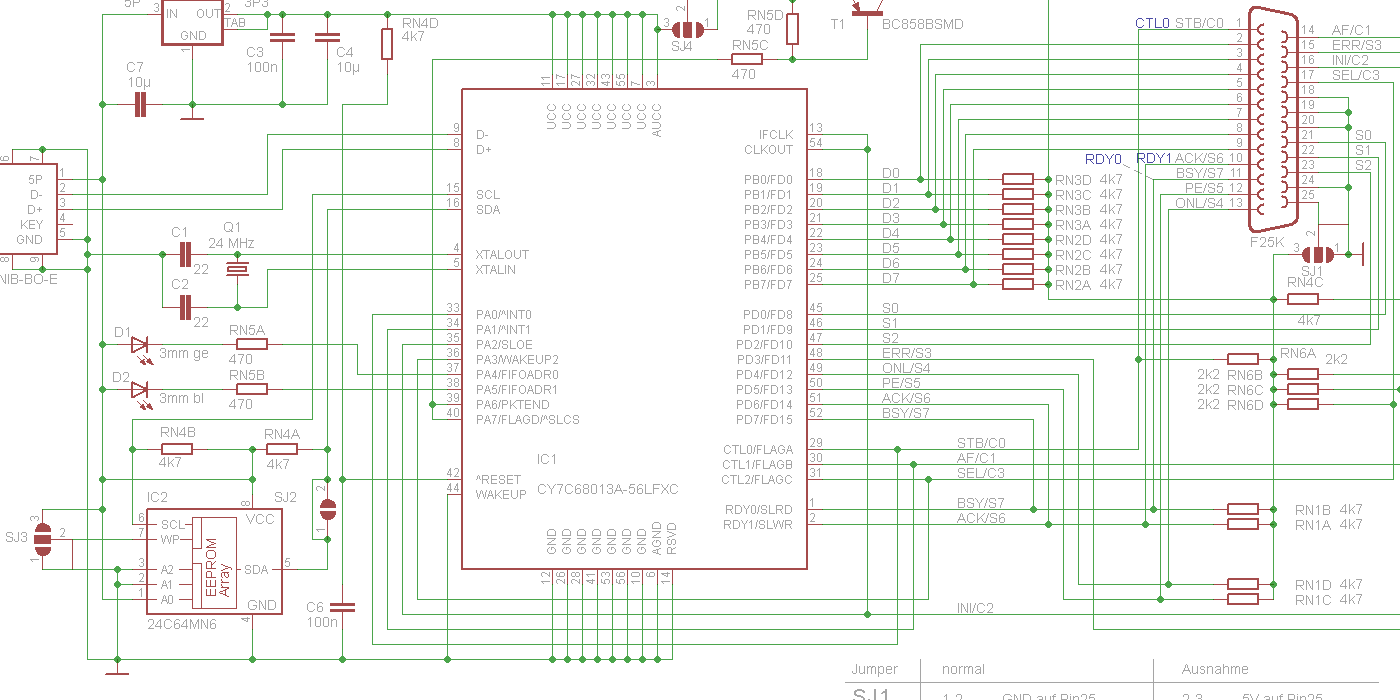 5P
3 IN OUT 2
TAB
GND
1
3P3
C7
10µ
C3
100n
C4
10µ
RN4D
4k7
2
3 1
SJ4
RN5D
470
RN5C
470
T1
BC858BSMD
CTL0 STB/C0
RDY0 RDY1 ACK/S6
BSY/S7
PE/S5
ONL/S4
1
2
3
4
5
6
7
8
9
10
11
12
13
14 AF/C1
15 ERR/S3
16 INI/C2
17 SEL/C3
18
19
20
21 S0
22 S1
23 S2
24
25
F25K
2
3 1
SJ1
RN4C
4k7
6 7
5P 1
D- 2
D+ 3
KEY 4
GND 5
8 9
NIB-BO-E
C1
22
C2
22
Q1
24 MHz
D1
3mm ge
D2
3mm bl
RN5A
470
RN5B
470
RN4B
4k7
RN4A
4k7
11 17 27 32 43 55 7 3
UCC UCC UCC UCC UCC UCC UCC AUCC
9 D-
8 D+
15 SCL
16 SDA
4 XTALOUT
5 XTALIN
33 PA0/^INT0
34 PA1/^INT1
35 PA2/SLOE
36 PA3/WAKEUP2
37 PA4/FIFOADR0
38 PA5/FIFOADR1
39 PA6/PKTEND
40 PA7/FLAGD/^SLCS
42 ^RESET
44 WAKEUP
IC1
CY7C68013A-56LFXC
GND GND GND GND GND GND GND AGND RSVD
12 26 28 41 53 56 10 6 14
IFCLK 13
CLKOUT 54
PB0/FD0 18 D0
PB1/FD1 19 D1
PB2/FD2 20 D2
PB3/FD3 21 D3
PB4/FD4 22 D4
PB5/FD5 23 D5
PB6/FD6 24 D6
PB7/FD7 25 D7
PD0/FD8 45 S0
PD1/FD9 46 S1
PD2/FD10 47 S2
PD3/FD11 48 ERR/S3
PD4/FD12 49 ONL/S4
PD5/FD13 50 PE/S5
PD6/FD14 51 ACK/S6
PD7/FD15 52 BSY/S7
CTL0/FLAGA 29 STB/C0
CTL1/FLAGB 30 AF/C1
CTL2/FLAGC 31 SEL/C3
RDY0/SLRD 1 BSY/S7
RDY1/SLWR 2 ACK/S6
INI/C2
RN3D 4k7
RN3C 4k7
RN3B 4k7
RN3A 4k7
RN2D 4k7
RN2C 4k7
RN2B 4k7
RN2A 4k7
RN6A 2k2
2k2 RN6B
2k2 RN6C
2k2 RN6D
RN1B 4k7
RN1A 4k7
RN1D 4k7
RN1C 4k7
SJ3
3
2
1
IC2
6 SCL
7 WP
3 A2
2 A1
1 A0
8
VCC
EEPROM
Array
SDA 5
GND
4
24C64MN6
SJ2
2
1
C6
100n
Jumper normal Ausnahme
SJ1 1-2 GND auf Pin25 2-3 5V auf Pin25